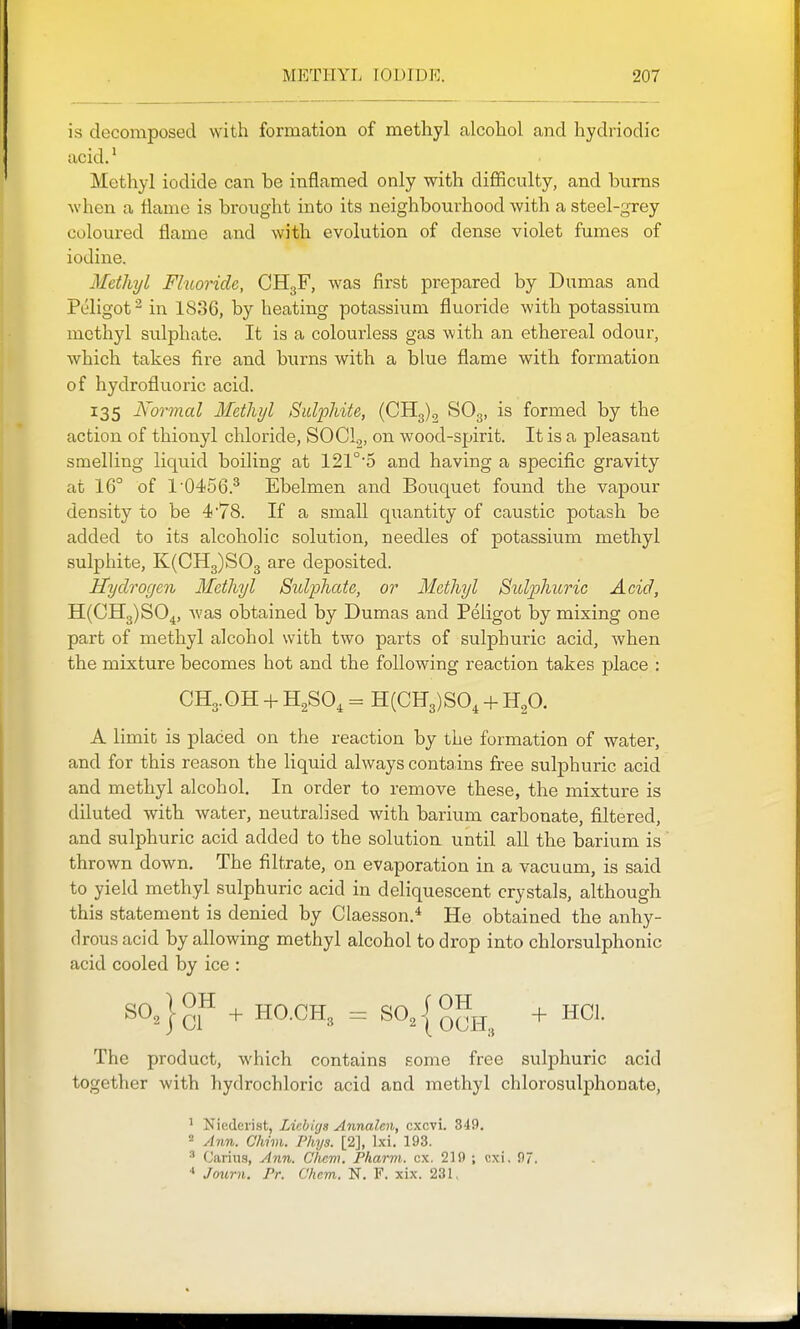 METHYL IODIDE. 207
is decomposed with formation of methyl alcohol and hydriodic
acid.¹
Methyl iodide can be inflamed only with difficulty, and burns
when a flame is brought into its neighbourhood with a steel-grey
coloured flame and with evolution of dense violet fumes of
iodine.
Methyl Fluoride, CH₃F, was first prepared by Dumas and
Péligot² in 1836, by heating potassium fluoride with potassium
methyl sulphate. It is a colourless gas with an ethereal odour,
which takes fire and burns with a blue flame with formation
of hydrofluoric acid.
135 Normal Methyl Sulphite, (CH₃)₂ SO₃, is formed by the
action of thionyl chloride, SOCl₂, on wood-spirit. It is a pleasant
smelling liquid boiling at 121°·5 and having a specific gravity
at 16° of 1·0456.³ Ebelmen and Bouquet found the vapour
density to be 4·78. If a small quantity of caustic potash be
added to its alcoholic solution, needles of potassium methyl
sulphite, K(CH₃)SO₃ are deposited.
Hydrogen Methyl Sulphate, or Methyl Sulphuric Acid,
H(CH₃)SO₄, was obtained by Dumas and Péligot by mixing one
part of methyl alcohol with two parts of sulphuric acid, when
the mixture becomes hot and the following reaction takes place :
CH₃.OH + H₂SO₄ = H(CH₃)SO₄ + H₂O.
A limit is placed on the reaction by the formation of water,
and for this reason the liquid always contains free sulphuric acid
and methyl alcohol. In order to remove these, the mixture is
diluted with water, neutralised with barium carbonate, filtered,
and sulphuric acid added to the solution until all the barium is
thrown down. The filtrate, on evaporation in a vacuum, is said
to yield methyl sulphuric acid in deliquescent crystals, although
this statement is denied by Claesson.⁴ He obtained the anhy-
drous acid by allowing methyl alcohol to drop into chlorsulphonic
acid cooled by ice :
SO₂ } OH Cl + HO.CH₃ = SO₂ { OH OCH₃ + HCl.
The product, which contains some free sulphuric acid
together with hydrochloric acid and methyl chlorosulphonate,
¹ Niederist, Liebigs Annalen, cxcvi. 349.
² Ann. Chim. Phys. [2], lxi. 193.
³ Carius, Ann. Chem. Pharm. cx. 219 ; cxi. 97.
⁴ Journ. Pr. Chem. N. F. xix. 231.